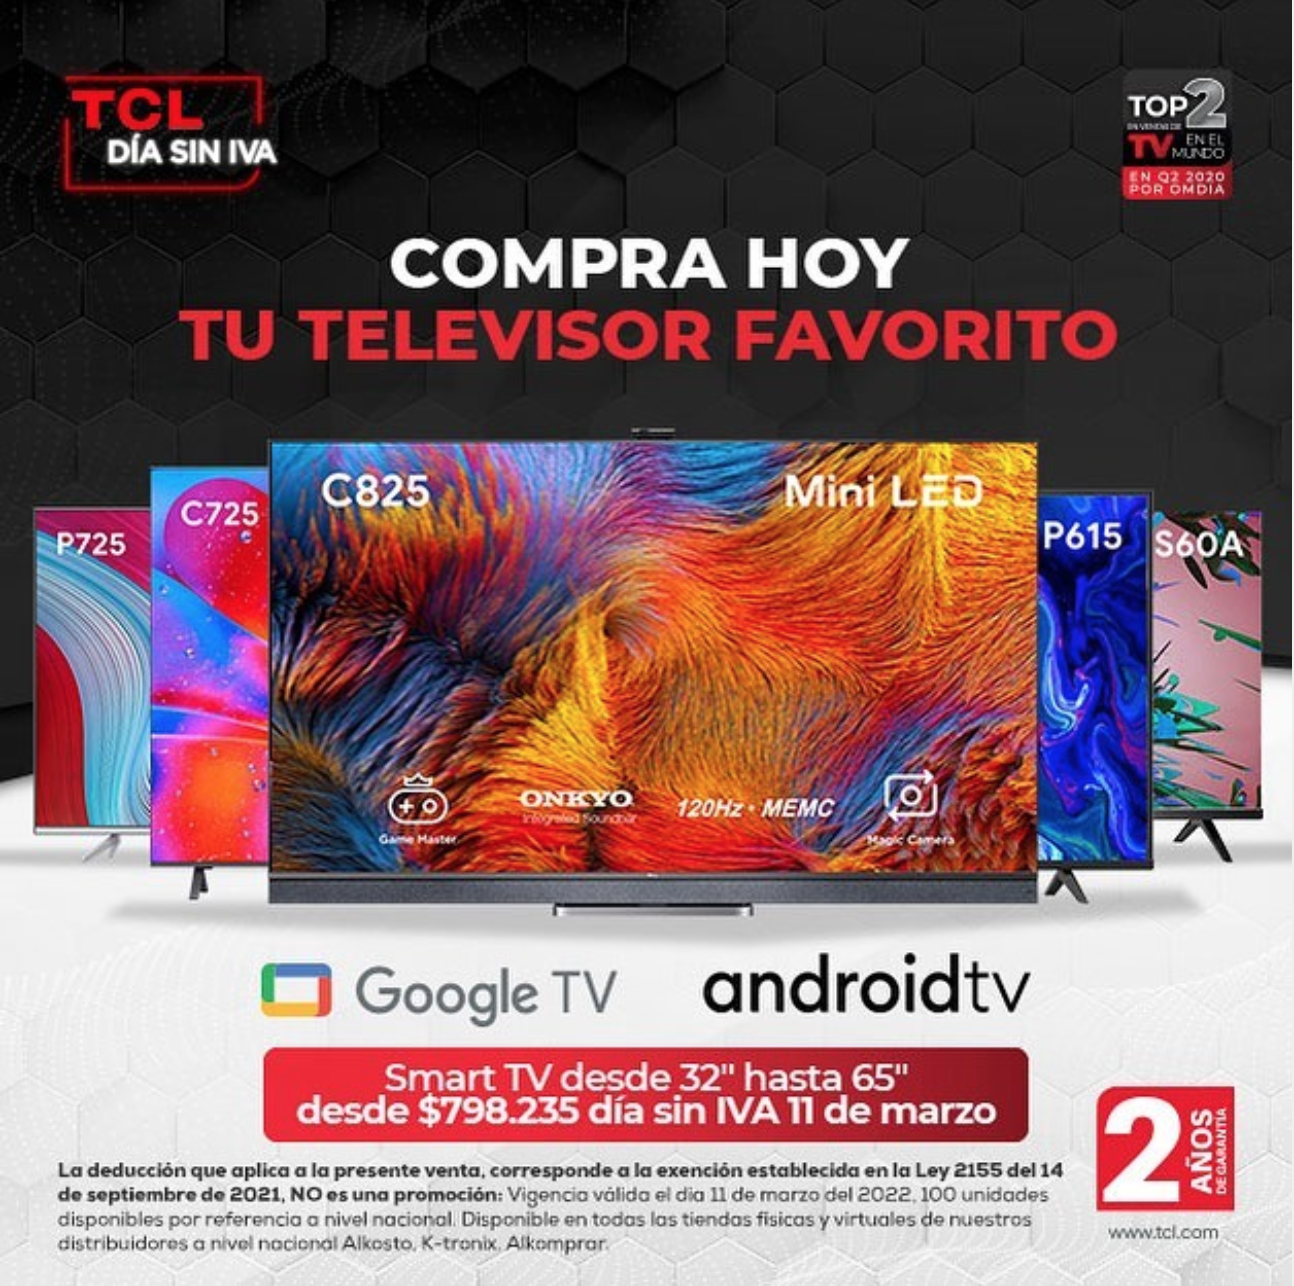 TCL
DÍA SIN IVA
TOP 2
EN VENTAS DE
TV EN EL
MUNDO
EN Q2 2020
POR OMDIA
COMPRA HOY
TU TELEVISOR FAVORITO
P725
C725
C825
Mini LED
P615
S60A
Game Master
ONKYO
Integrated Soundbar
120Hz · MEMC
Magic Camera
Google TV
androidtv
Smart TV desde 32" hasta 65"
desde $798.235 día sin IVA 11 de marzo
La deducción que aplica a la presente venta, corresponde a la exención establecida en la Ley 2155 del 14
de septiembre de 2021, NO es una promoción: Vigencia válida el dia 11 de marzo del 2022, 100 unidades
disponibles por referencia a nivel nacional. Disponible en todas las tiendas físicas y virtuales de nuestros
distribuidores a nivel nacional Alkosto, K-tronix, Alkomprar.
2
AÑOS
DE GARANTÍA
www.tcl.com